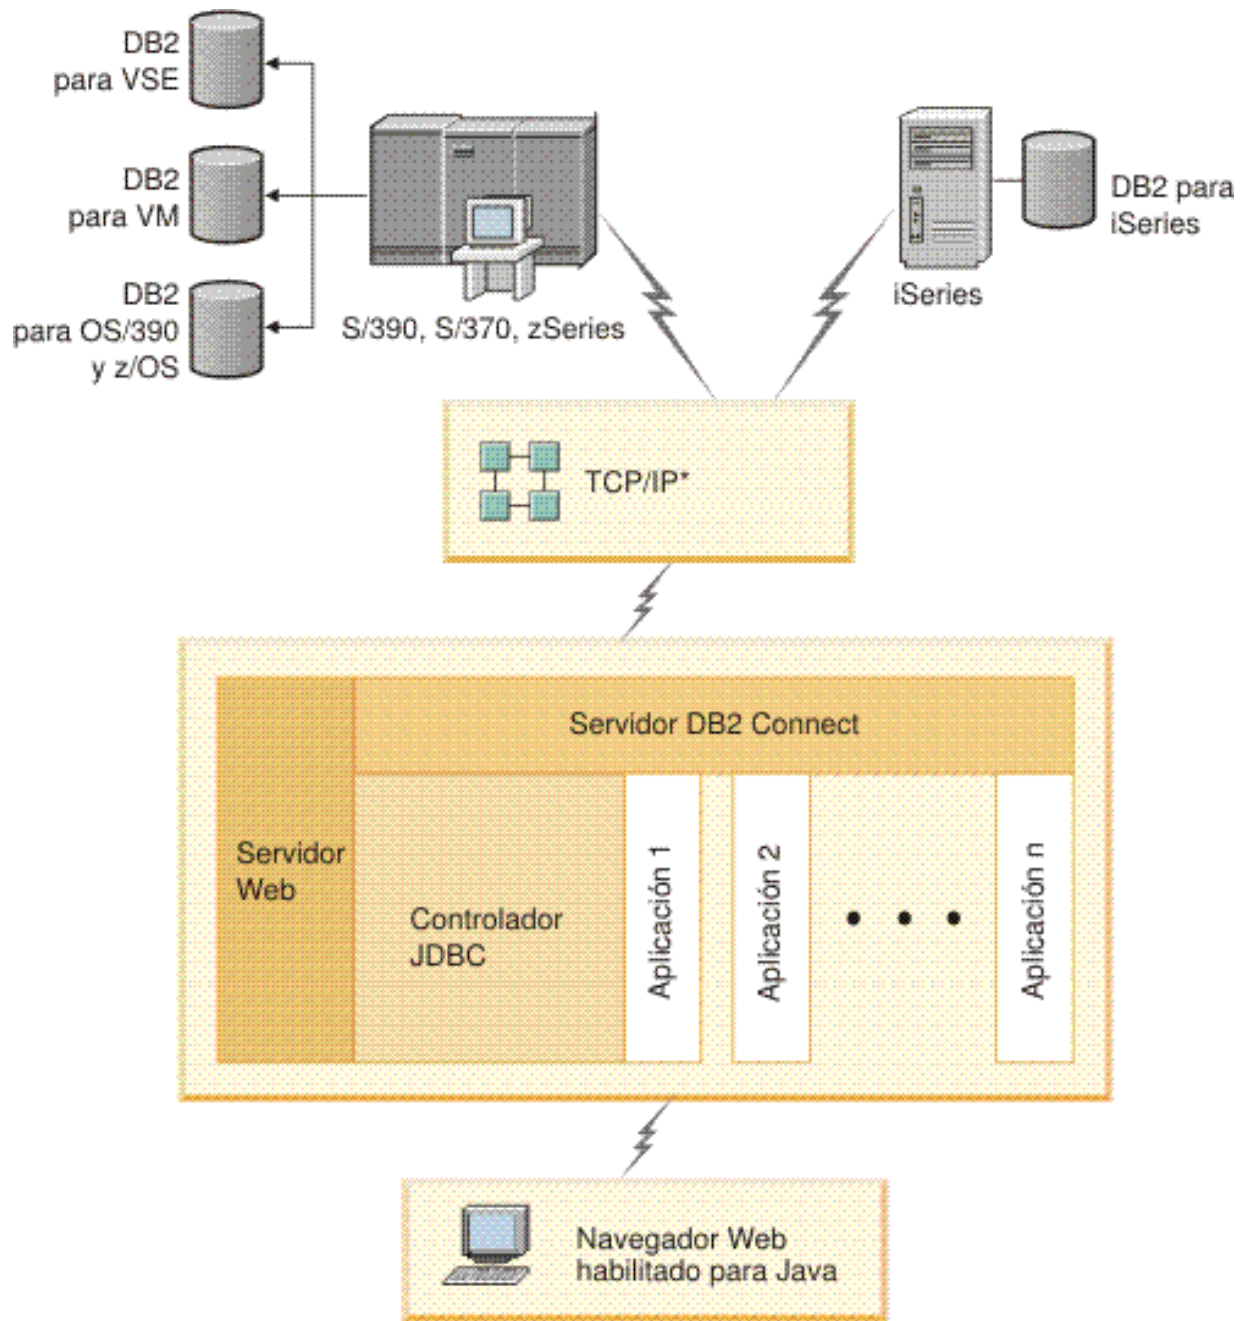 DB2
para VSE
DB2
para VM
DB2
para OS/390
y z/OS
S/390, S/370, zSeries
iSeries
DB2 para
iSeries
TCP/IP*
Servidor DB2 Connect
Servidor
Web
Controlador
JDBC
Aplicación 1
Aplicación 2
Aplicación n
Navegador Web
habilitado para Java